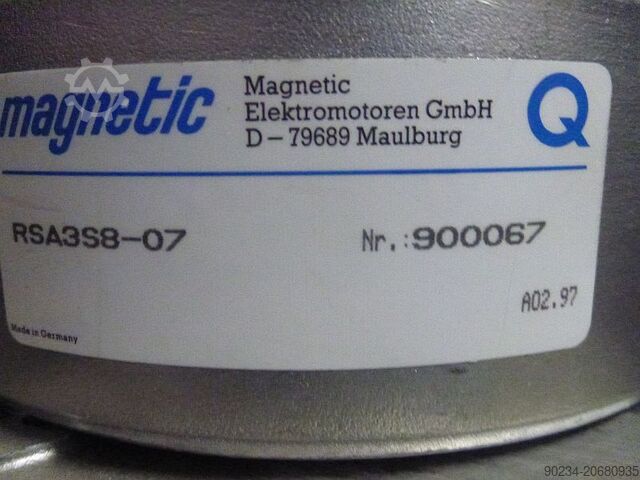 magnetic
Magnetic
Elektromotoren GmbH
D – 79689 Maulburg
Q
RSA3S8-07
Nr.:900067
A02.97
Made in Germany
90234-20680935